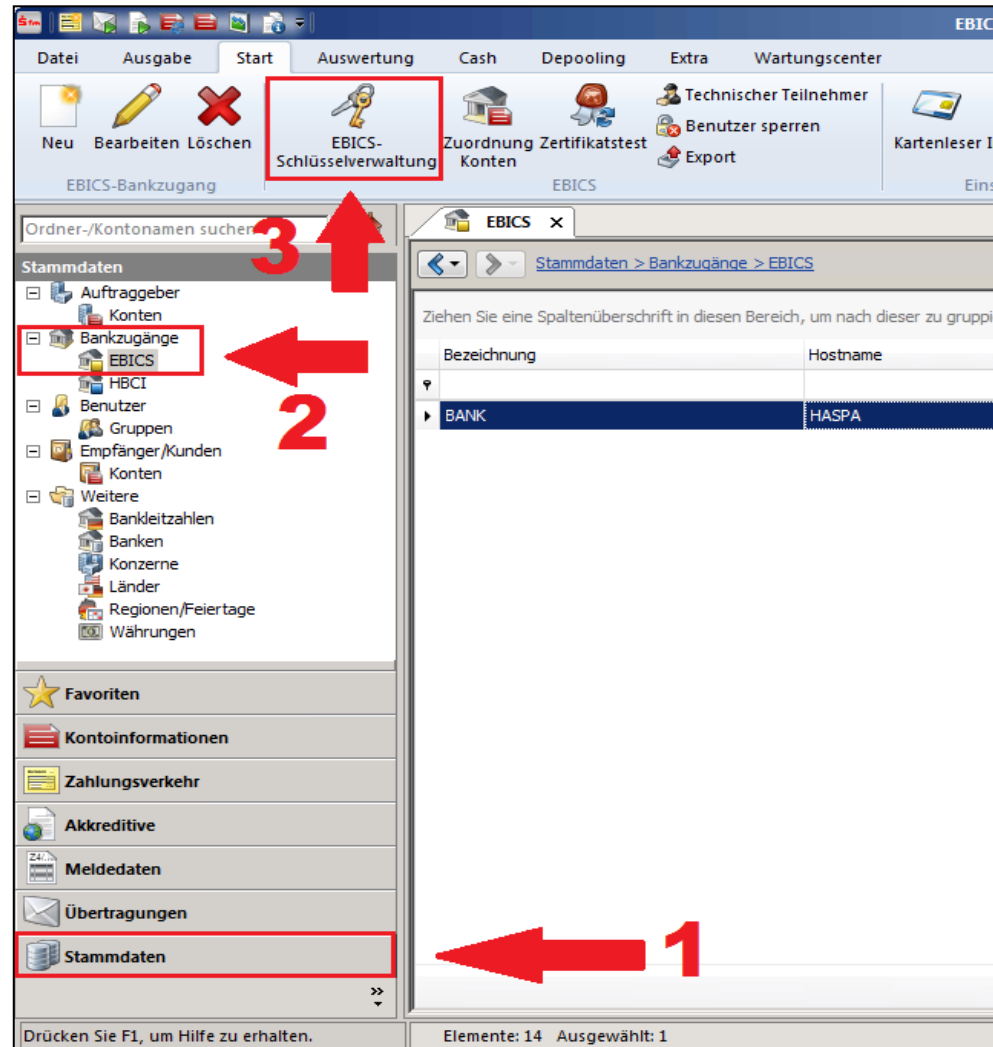 EBIC
Datei Ausgabe Start Auswertung Cash Depooling Extra Wartungscenter
Neu Bearbeiten Löschen
EBICS-Bankzugang
EBICS-
Schlüsselverwaltung
Zuordnung
Konten
Zertifikatstest
Technischer Teilnehmer
Benutzer sperren
Export
EBICS
Kartenleser I
Eins
Ordner-/Kontonamen suchen
3
Stammdaten
Auftraggeber
Konten
Bankzugänge
EBICS
HBCI
Benutzer
Gruppen
Empfänger/Kunden
Konten
Weitere
Bankleitzahlen
Banken
Konzerne
Länder
Regionen/Feiertage
Währungen
2
Favoriten
Kontoinformationen
Zahlungsverkehr
Akkreditive
Meldedaten
Übertragungen
Stammdaten
1
EBICS x
Stammdaten > Bankzugänge > EBICS
Ziehen Sie eine Spaltenüberschrift in diesen Bereich, um nach dieser zu gruppi
Bezeichnung Hostname
BANK HASPA
Drücken Sie F1, um Hilfe zu erhalten.
Elemente: 14 Ausgewählt: 1